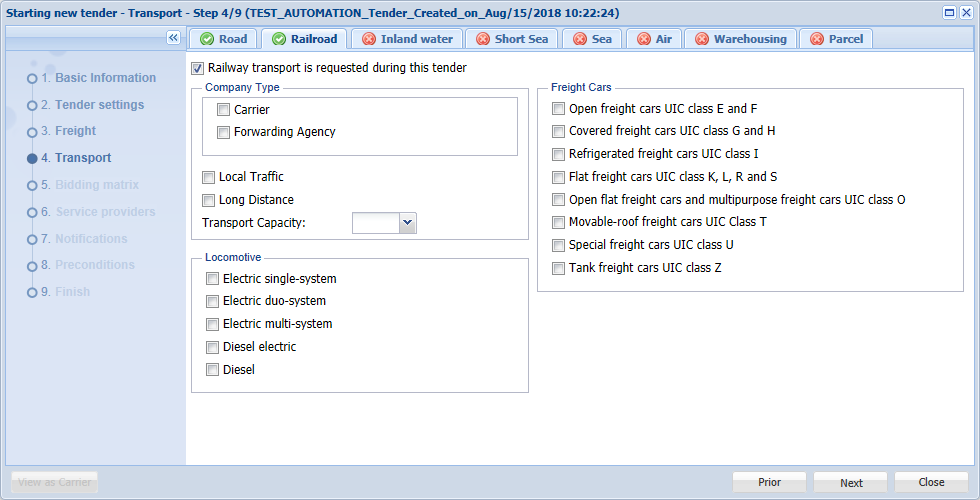 Starting new tender - Transport - Step 4/9 (TEST_AUTOMATION_Tender_Created_on_Aug/15/2018 10:22:24)
Road Railroad Inland water Short Sea Sea Air Warehousing Parcel
1. Basic Information
2. Tender settings
3. Freight
4. Transport
5. Bidding matrix
6. Service providers
7. Notifications
8. Preconditions
9. Finish
Railway transport is requested during this tender
Company Type
Carrier
Forwarding Agency
Local Traffic
Long Distance
Transport Capacity:
Locomotive
Electric single-system
Electric duo-system
Electric multi-system
Diesel electric
Diesel
Freight Cars
Open freight cars UIC class E and F
Covered freight cars UIC class G and H
Refrigerated freight cars UIC class I
Flat freight cars UIC class K, L, R and S
Open flat freight cars and multipurpose freight cars UIC class O
Movable-roof freight cars UIC Class T
Special freight cars UIC class U
Tank freight cars UIC class Z
View as Carrier Prior Next Close